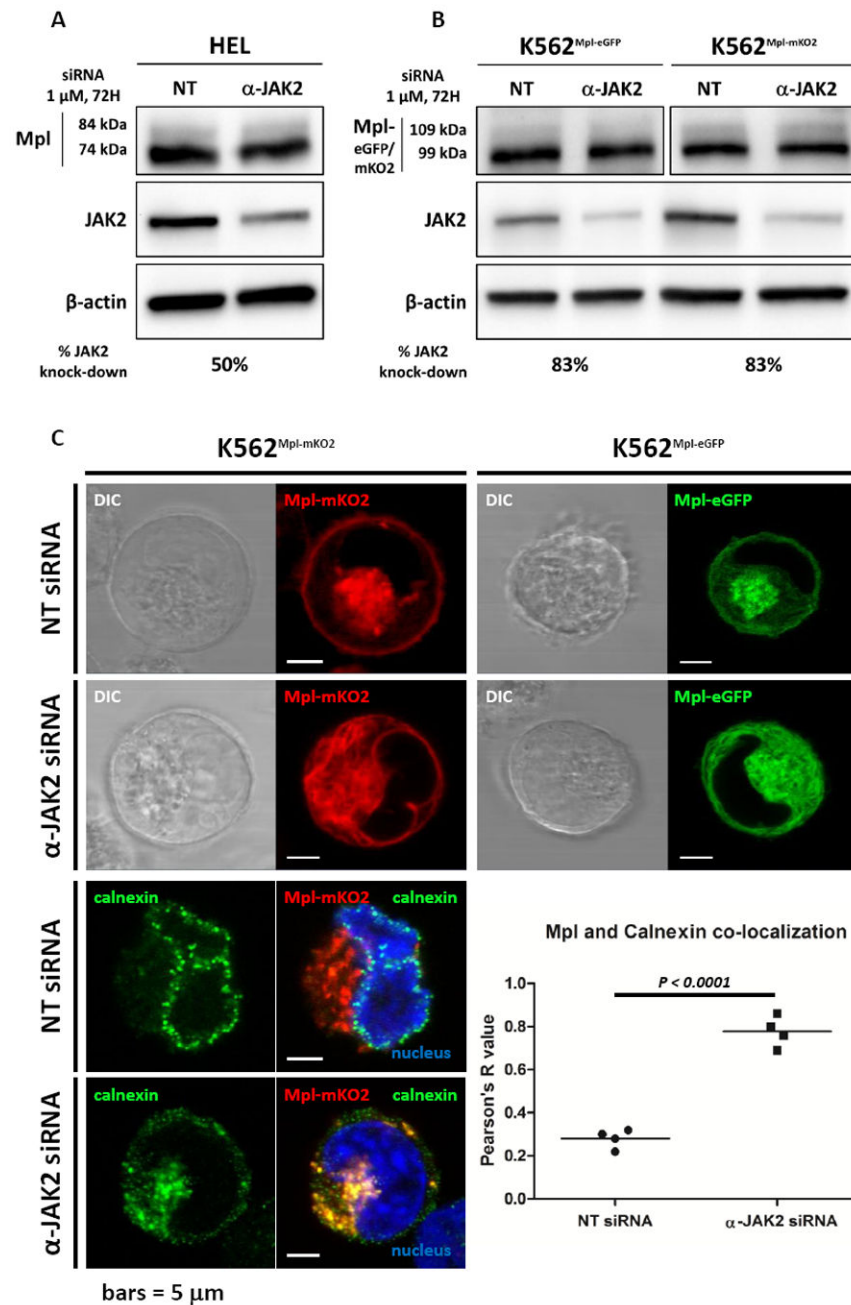 A
HEL
siRNA
1 μM, 72H
NT
α-JAK2
Mpl
84 kDa
74 kDa
JAK2
β-actin
% JAK2
knock-down
50%
B
K562Mpl-eGFP
K562Mpl-mKO2
siRNA
1 μM, 72H
NT
α-JAK2
NT
α-JAK2
Mpl-
eGFP/
mKO2
109 kDa
99 kDa
JAK2
β-actin
% JAK2
knock-down
83%
83%
C
K562Mpl-mKO2
K562Mpl-eGFP
NT siRNA
DIC
Mpl-mKO2
DIC
Mpl-eGFP
α-JAK2 siRNA
DIC
Mpl-mKO2
DIC
Mpl-eGFP
NT siRNA
calnexin
Mpl-mKO2 calnexin
nucleus
α-JAK2 siRNA
calnexin
Mpl-mKO2 calnexin
nucleus
bars = 5 μm
Mpl and Calnexin co-localization
P < 0.0001
Pearson's R value
1.0
0.8
0.6
0.4
0.2
0.0
NT siRNA
α-JAK2 siRNA